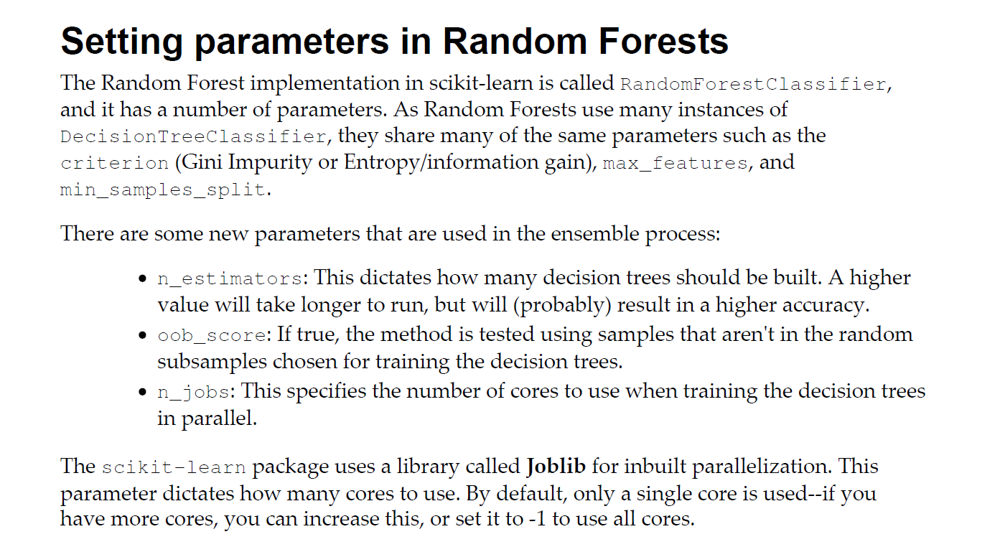 Setting parameters in Random Forests
The Random Forest implementation in scikit-learn is called RandomForestClassifier,
and it has a number of parameters. As Random Forests use many instances of
DecisionTreeClassifier, they share many of the same parameters such as the
criterion (Gini Impurity or Entropy/information gain), max_features, and
min_samples_split.
There are some new parameters that are used in the ensemble process:
• n_estimators: This dictates how many decision trees should be built. A higher
value will take longer to run, but will (probably) result in a higher accuracy.
• oob_score: If true, the method is tested using samples that aren't in the random
subsamples chosen for training the decision trees.
• n_jobs: This specifies the number of cores to use when training the decision trees
in parallel.
The scikit-learn package uses a library called Joblib for inbuilt parallelization. This
parameter dictates how many cores to use. By default, only a single core is used--if you
have more cores, you can increase this, or set it to -1 to use all cores.